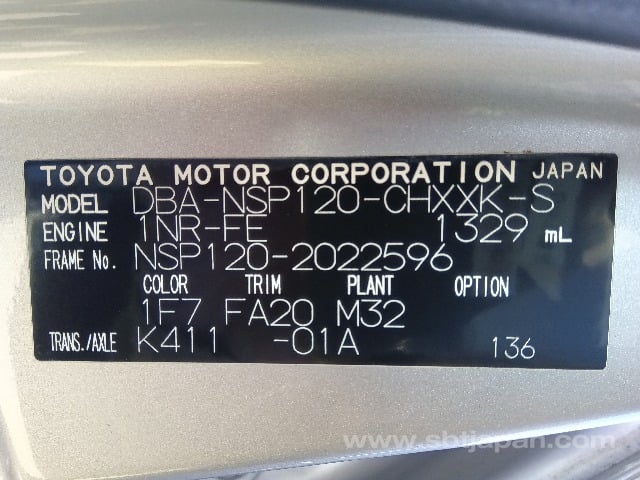 TOYOTA MOTOR CORPORATION JAPAN
MODEL DBA-NSP120-CHXXK-S
ENGINE 1NR-FE 1329 mL
FRAME No. NSP120-2022596
COLOR TRIM PLANT OPTION
1F7 FA20 M32
TRANS./AXLE K411 -01A 136
www.sbtjapan.com